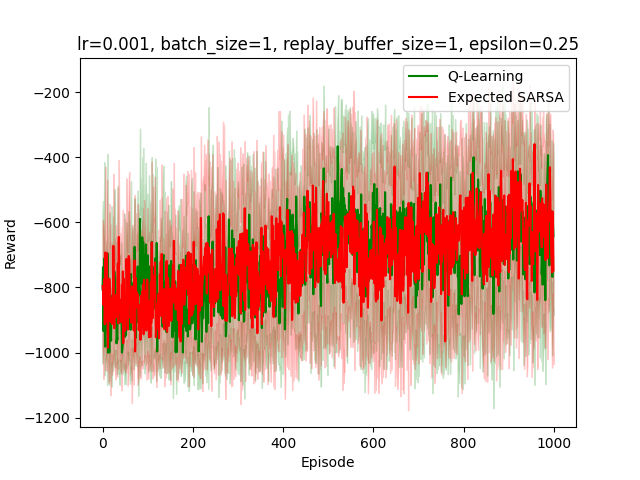 lr=0.001, batch_size=1, replay_buffer_size=1, epsilon=0.25
Q-Learning
Expected SARSA
−200
−400
−600
−800
−1000
−1200
Reward
0 200 400 600 800 1000
Episode